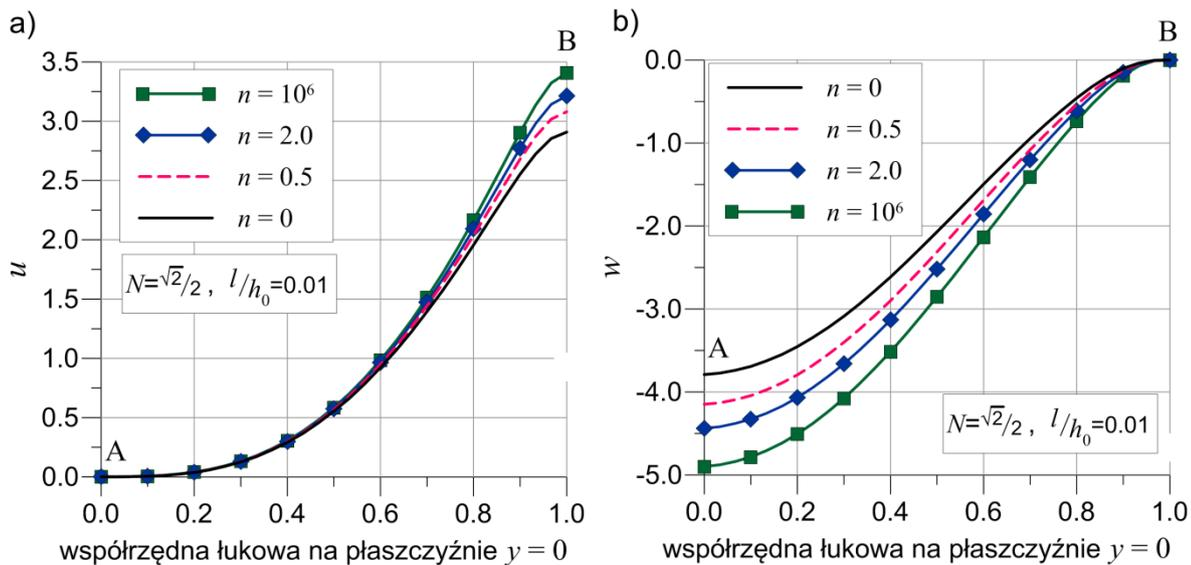 a)
B
3.5
3.0
2.5
2.0
1.5
1.0
0.5
0.0
u
n = 10⁶
n = 2.0
n = 0.5
n = 0
N=√2/2 , l/h₀=0.01
A
0.0 0.2 0.4 0.6 0.8 1.0
współrzędna łukowa na płaszczyźnie y = 0
b)
B
0.0
-1.0
-2.0
-3.0
-4.0
-5.0
w
n = 0
n = 0.5
n = 2.0
n = 10⁶
A
N=√2/2 , l/h₀=0.01
0.0 0.2 0.4 0.6 0.8 1.0
współrzędna łukowa na płaszczyźnie y = 0